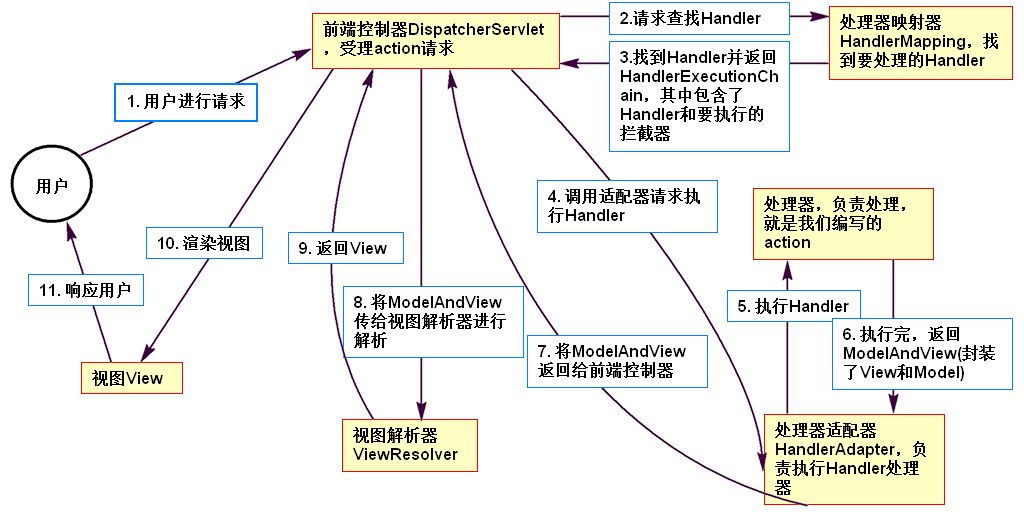 前端控制器DispatcherServlet
，受理action请求
2.请求查找Handler
处理器映射器
HandlerMapping，找
到要处理的Handler
3.找到Handler并返回
HandlerExecutionCh
ain，其中包含了
Handler和要执行的
拦截器
1. 用户进行请求
用户
4. 调用适配器请求执
行Handler
处理器，负责处理，
就是我们编写的
action
10. 渲染视图
9. 返回View
11. 响应用户
8. 将ModelAndView
传给视图解析器进行
解析
5. 执行Handler
6. 执行完，返回
ModelAndView(封装
了View和Model)
7. 将ModelAndView
返回给前端控制器
视图View
视图解析器
ViewResolver
处理器适配器
HandlerAdapter，负
责执行Handler处理
器